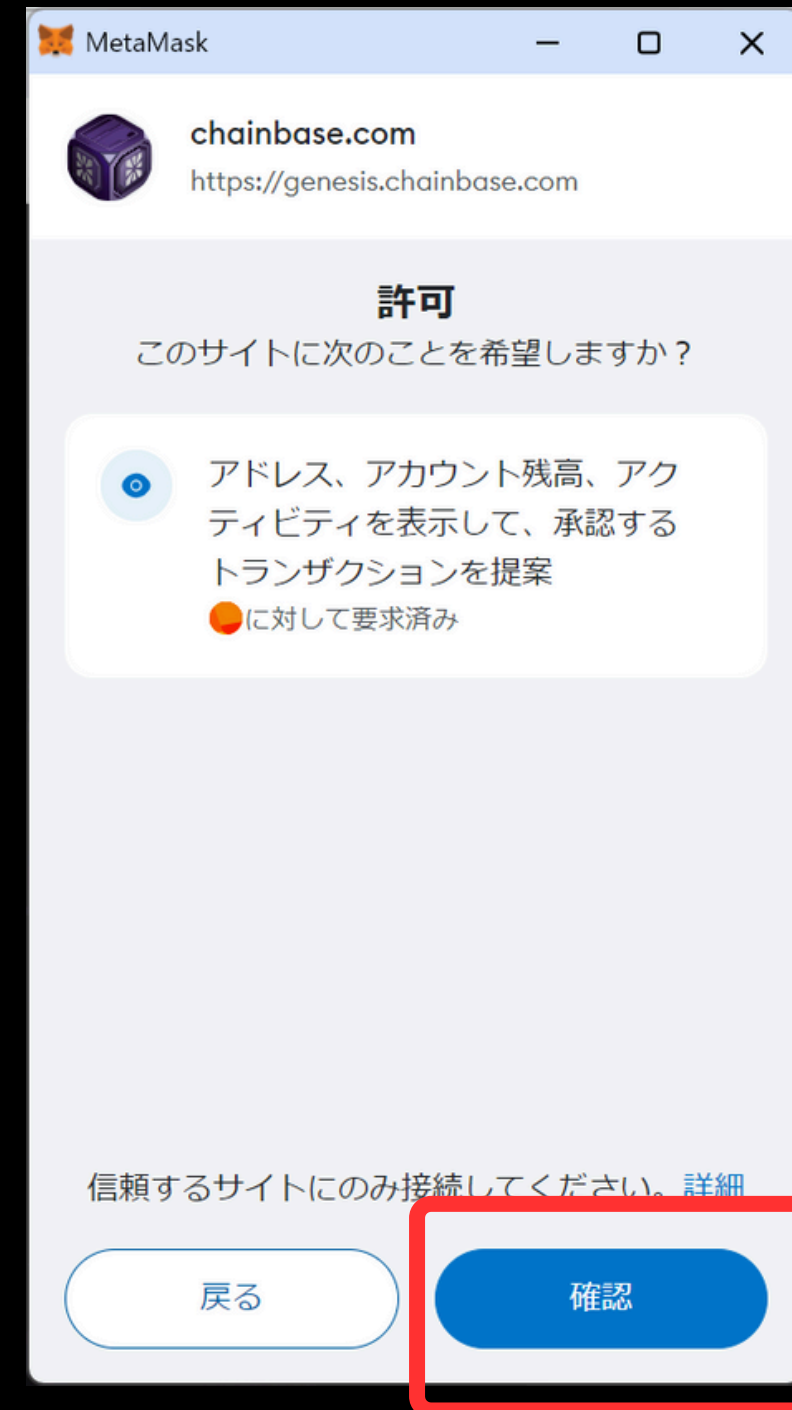 MetaMask
chainbase.com
https://genesis.chainbase.com
許可
このサイトに次のことを希望しますか？
アドレス、アカウント残高、アク
ティビティを表示して、承認する
トランザクションを提案
に対して要求済み
信頼するサイトにのみ接続してください。詳細
戻る
確認